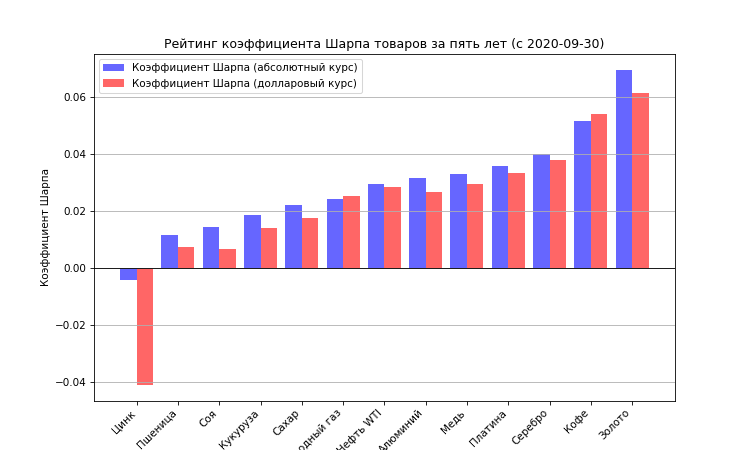 Рейтинг коэффициента Шарпа товаров за пять лет (с 2020-09-30)
Коэффициент Шарпа (абсолютный курс)
Коэффициент Шарпа (долларовый курс)
Коэффициент Шарпа
0.06
0.04
0.02
0.00
−0.02
−0.04
Цинк
Пшеница
Соя
Кукуруза
Сахар
одный газ
Нефть WTI
Алюминий
Медь
Платина
Серебро
Кофе
Золото